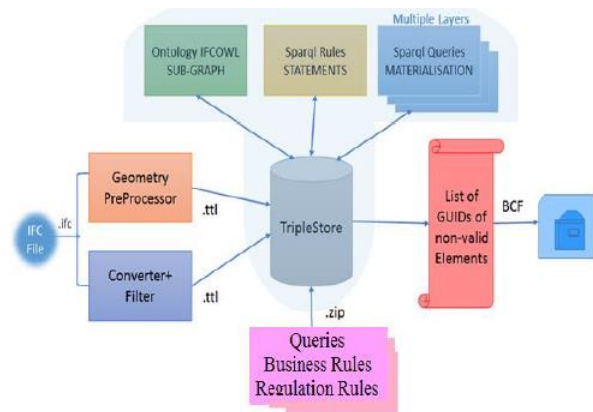 Multiple Layers
Ontology IFCOWL
SUB-GRAPH
Sparql Rules
STATEMENTS
Sparql Queries
MATERIALISATION
Geometry
PreProcessor
.ttl
IFC
File
.ifc
TripleStore
List of
GUIDs of
non-valid
Elements
BCF
Converter+
Filter
.ttl
.zip
Queries
Business Rules
Regulation Rules